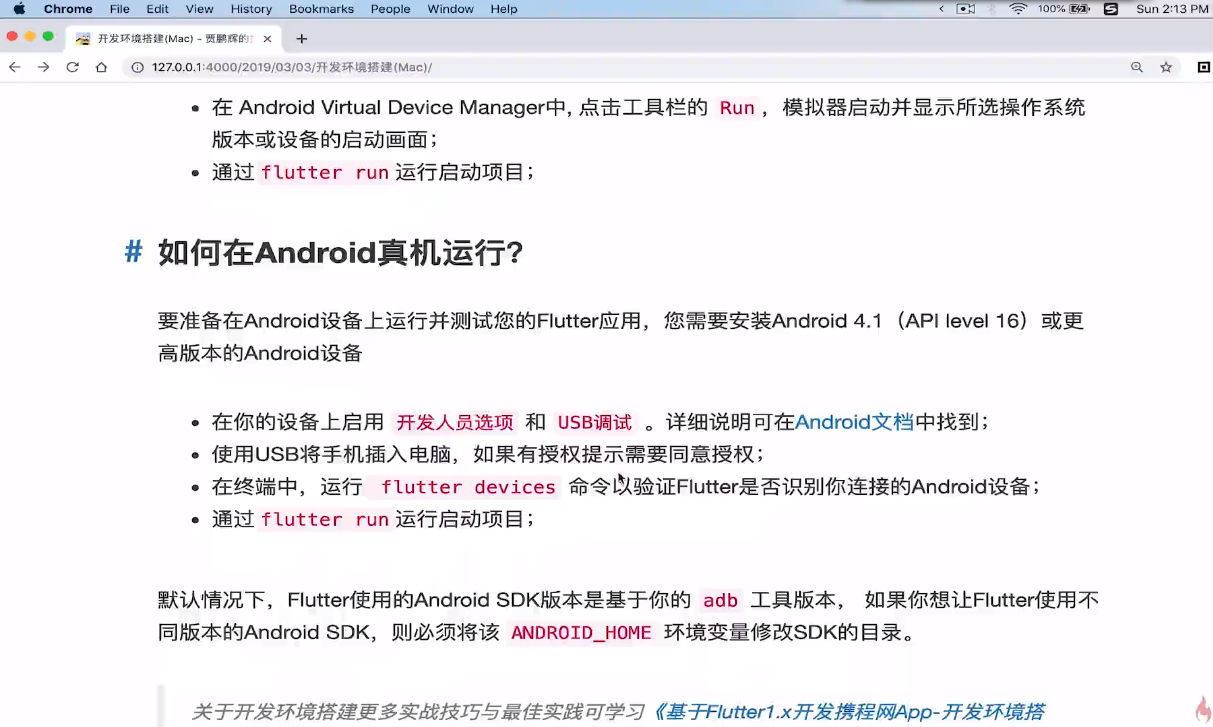 Chrome File Edit View History Bookmarks People Window Help 100% Sun 2:13 PM
开发环境搭建(Mac) - 贾鹏辉的
127.0.0.1:4000/2019/03/03/开发环境搭建(Mac)/
在 Android Virtual Device Manager中, 点击工具栏的 Run ，模拟器启动并显示所选操作系统
版本或设备的启动画面；
通过 flutter run 运行启动项目；
# 如何在Android真机运行?
要准备在Android设备上运行并测试您的Flutter应用，您需要安装Android 4.1（API level 16）或更
高版本的Android设备
在你的设备上启用 开发人员选项 和 USB调试 。详细说明可在Android文档中找到；
使用USB将手机插入电脑，如果有授权提示需要同意授权；
在终端中，运行 flutter devices 命令以验证Flutter是否识别你连接的Android设备；
通过 flutter run 运行启动项目；
默认情况下，Flutter使用的Android SDK版本是基于你的 adb 工具版本， 如果你想让Flutter使用不
同版本的Android SDK，则必须将该 ANDROID_HOME 环境变量修改SDK的目录。
关于开发环境搭建更多实战技巧与最佳实践可学习《基于Flutter1.x开发携程网App-开发环境搭